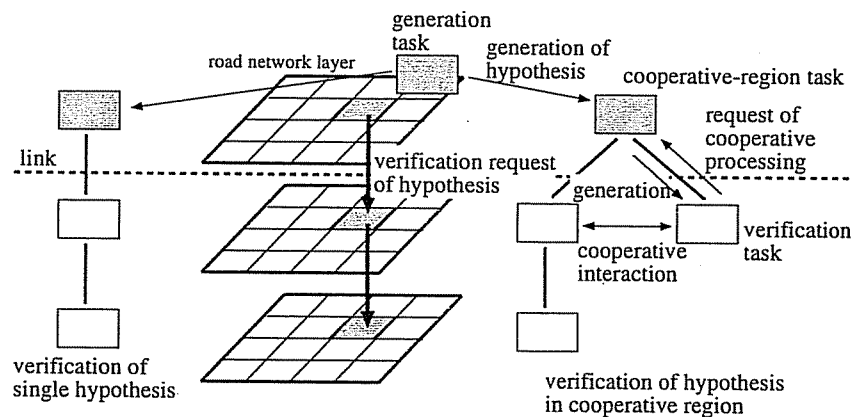 generation
task
road network layer
generation of
hypothesis
cooperative-region task
request of
cooperative
processing
link
verification request
of hypothesis
generation
cooperative
interaction
verification
task
verification of
single hypothesis
verification of hypothesis
in cooperative region